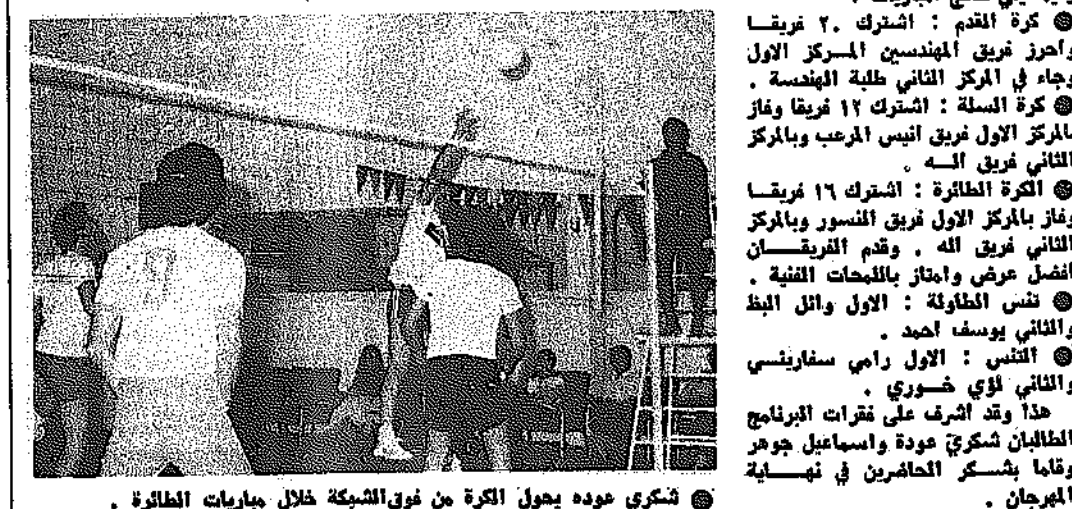 ● كرة القدم : اشترك ٢٠ فريقا
واحرز فريق المهندسين المركز الاول
وجاء في المركز الثاني طلبة الهندسة .
● كرة السلة : اشترك ١٢ فريقا وفاز
بالمركز الاول فريق انيس المرعب وبالمركز
الثاني فريق الـه .
● الكرة الطائرة : اشترك ١٦ فريقا
وفاز بالمركز الاول فريق النسور وبالمركز
الثاني فريق اله . وقدم الفريقان
افضل عرض وامتاز باللمحات الفنية .
● تنس الطاولة : الاول وائل البظ
والثاني يوسف احمد .
● التنس : الاول رامي سفاريني
والثاني لؤي خوري .
هذا وقد اشرف على فقرات البرنامج
الطالبان شكري عودة واسماعيل جوهر
وقاما بشكر الحاضرين في نهاية
المهرجان .
● شكري عوده يحول الكرة من فوق الشبكة خلال مباريات الطائرة .